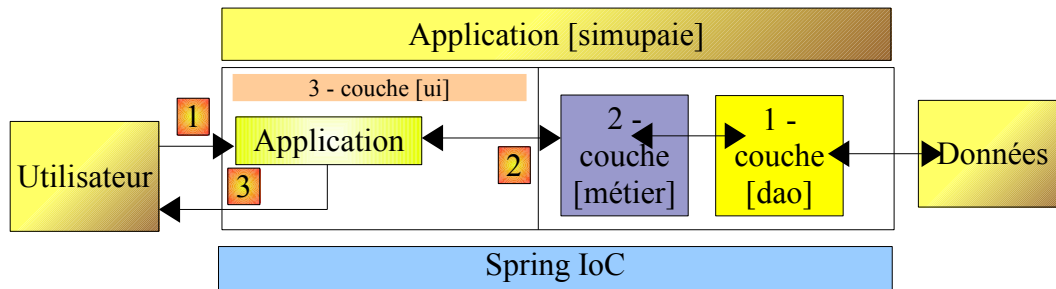 Application [simupaie]
3 - couche [ui]
1
Application
2
3
Utilisateur
2 -
couche
[métier]
1 -
couche
[dao]
Données
Spring IoC